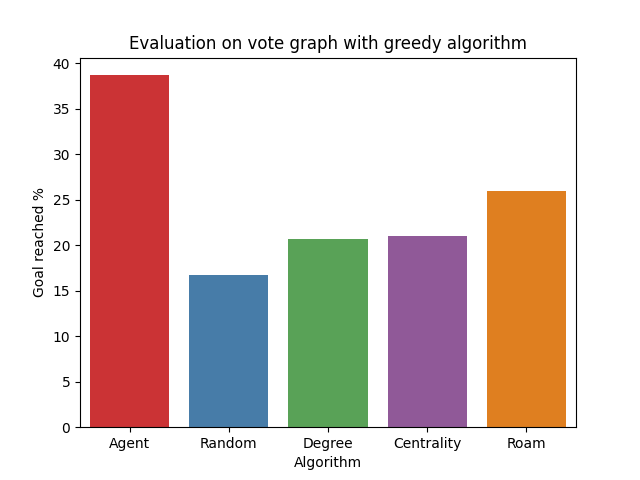 Evaluation on vote graph with greedy algorithm
40
35
30
25
20
15
10
5
0
Goal reached %
Agent Random Degree Centrality Roam
Algorithm